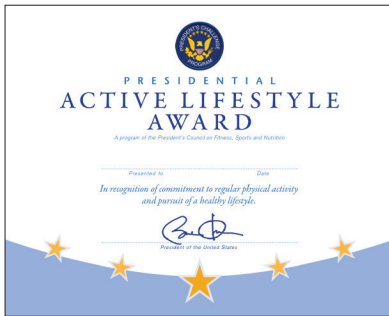 PRESIDENT'S CHALLENGE
PROGRAM
PRESIDENTIAL
ACTIVE LIFESTYLE
AWARD
A program of the President's Council on Fitness, Sports and Nutrition
Presented to Date
In recognition of commitment to regular physical activity
and pursuit of a healthy lifestyle.
President of the United States